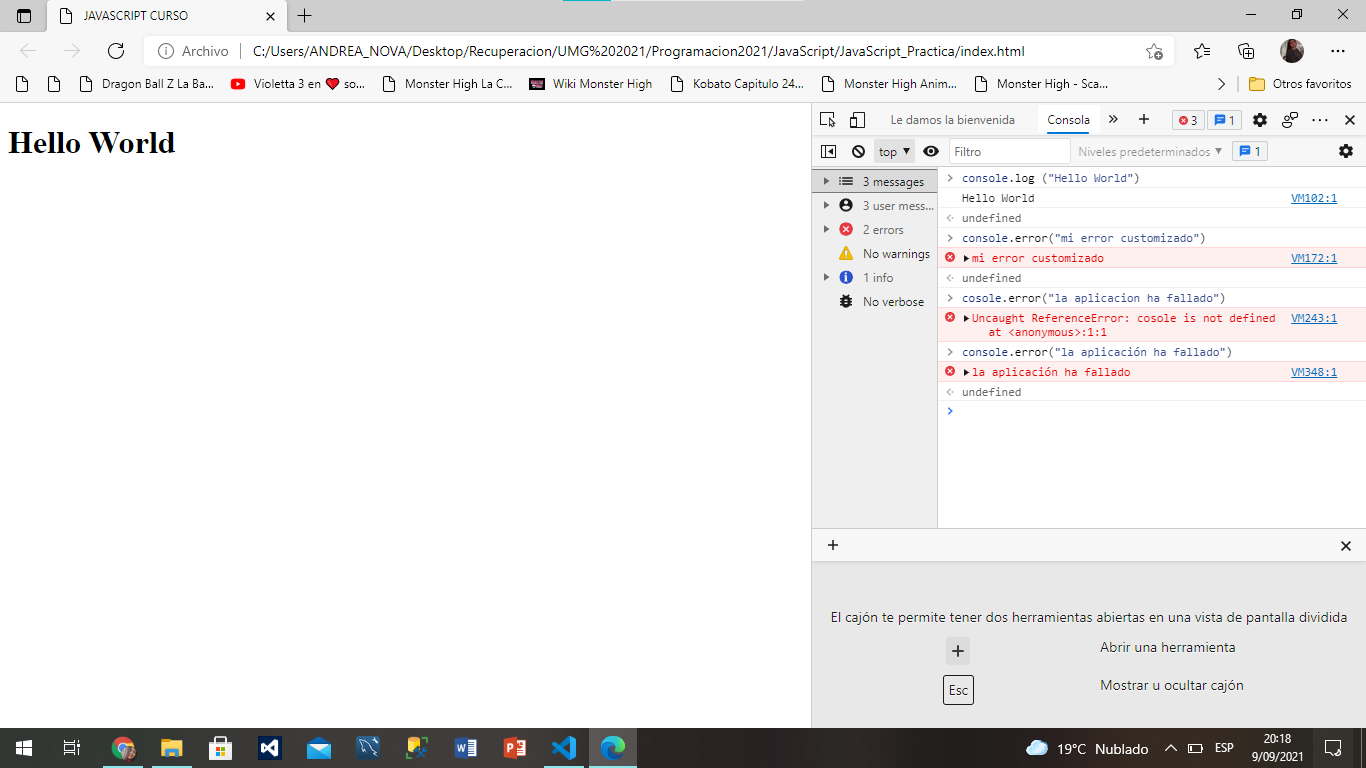 JAVASCRIPT CURSO
Archivo
C:/Users/ANDREA_NOVA/Desktop/Recuperacion/UMG%202021/Programacion2021/JavaScript/JavaScript_Practica/index.html
Dragon Ball Z La Ba...
Violetta 3 en ❤ so...
Monster High La C...
Wiki Monster High
Kobato Capitulo 24...
Monster High Anim...
Monster High - Sca...
Otros favoritos
Hello World
Le damos la bienvenida
Consola
3
1
top
Filtro
Niveles predeterminados
1
3 messages
3 user mess...
2 errors
No warnings
1 info
No verbose
console.log ("Hello World")
Hello World VM102:1
undefined
console.error("mi error customizado")
mi error customizado VM172:1
undefined
cosole.error("la aplicacion ha fallado")
Uncaught ReferenceError: cosole is not defined VM243:1
at <anonymous>:1:1
console.error("la aplicación ha fallado")
la aplicación ha fallado VM348:1
undefined
El cajón te permite tener dos herramientas abiertas en una vista de pantalla dividida
+ Abrir una herramienta
Esc Mostrar u ocultar cajón
19°C Nublado
ESP
20:18
9/09/2021